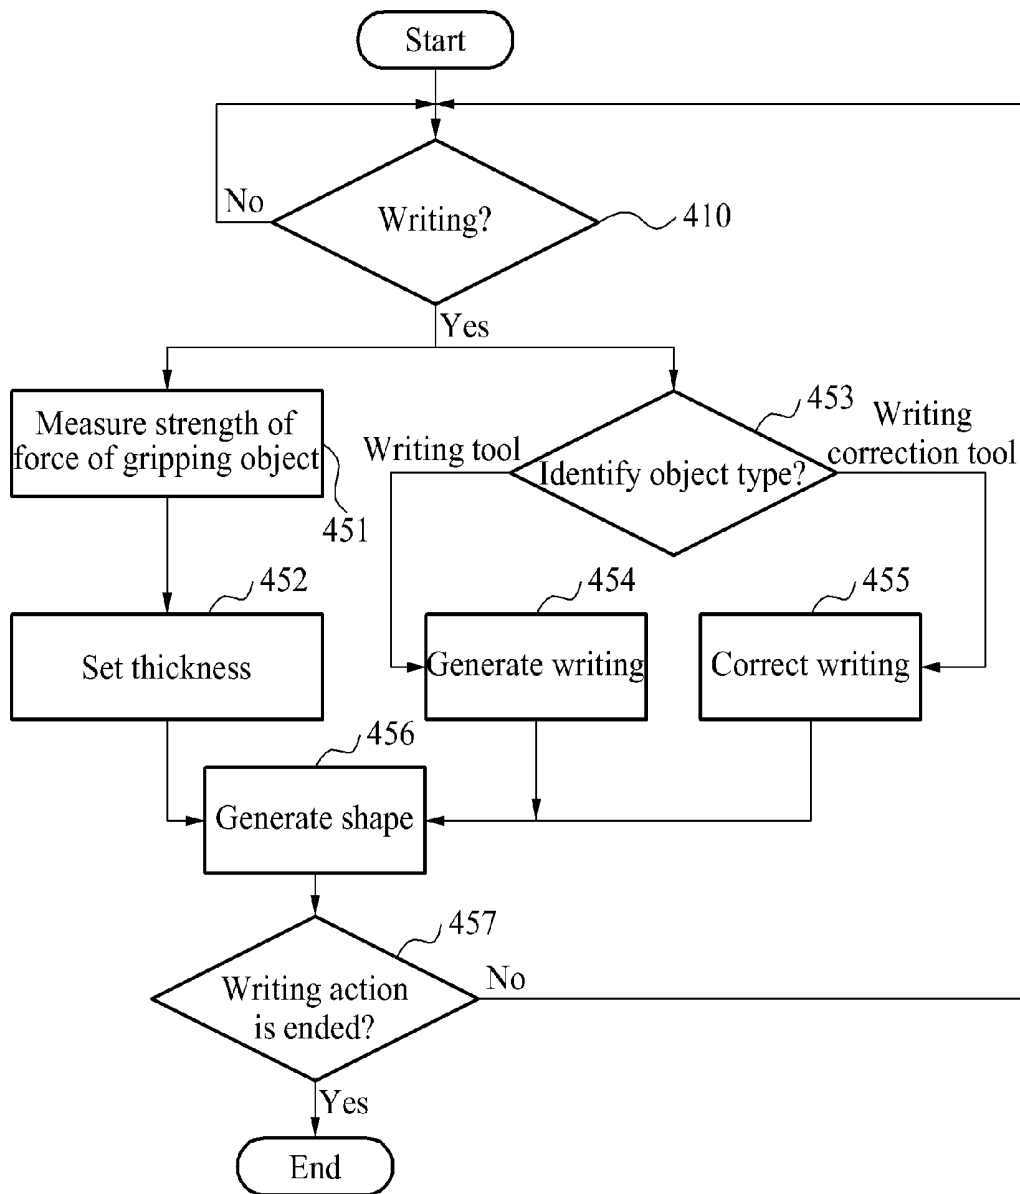 Start
No
Writing?
410
Yes
Measure strength of
force of gripping object
451
453
Writing tool
Identify object type?
Writing
correction tool
452
Set thickness
454
Generate writing
455
Correct writing
456
Generate shape
457
Writing action
is ended?
No
Yes
End